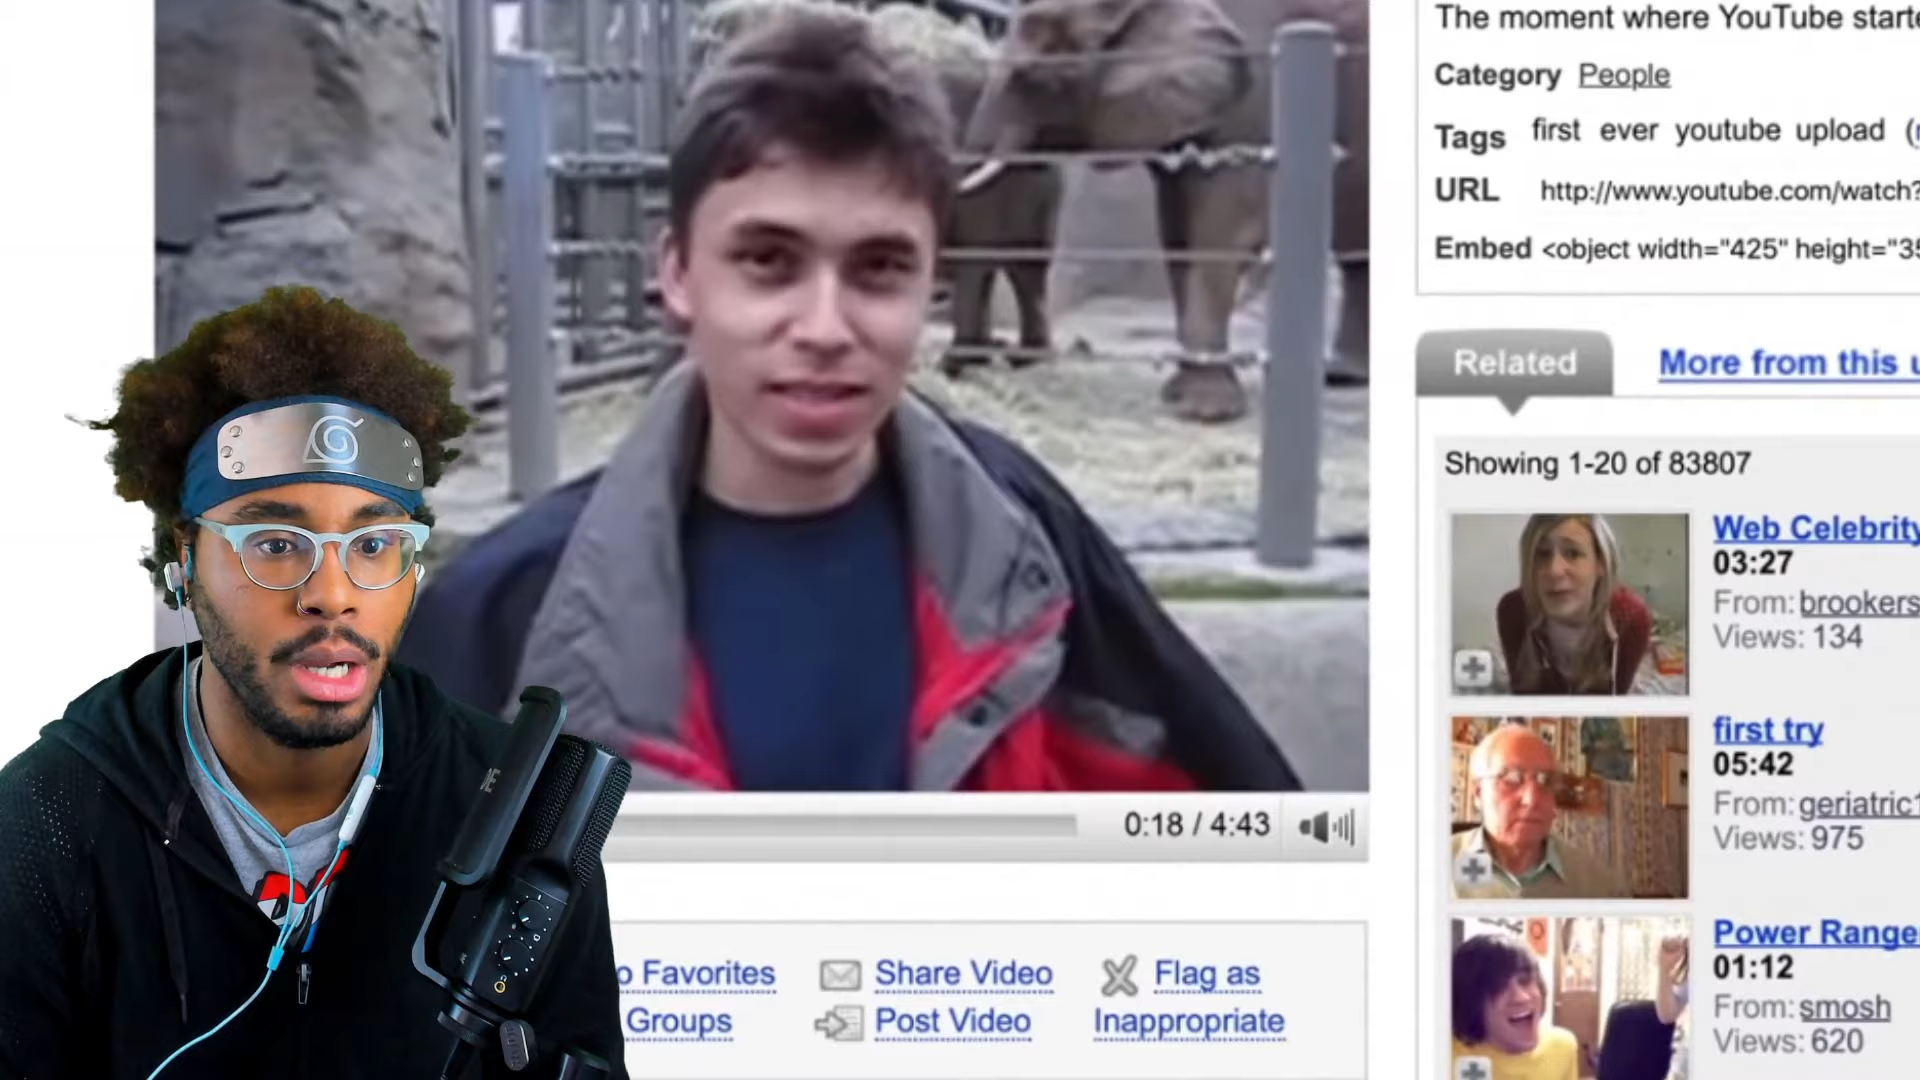 The moment where YouTube
Category People
Tags first ever youtube upload
URL http://www.youtube.com/watch?
Embed <object width="425" height="35
Related More from this
Showing 1-20 of 83807
Web Celebrity
03:27
From: brookers
Views: 134
first try
05:42
From: geriatric1
Views: 975
Power Range
01:12
From: smosh
Views: 620
0:18 / 4:43
Favorites Share Video Flag as
Groups Post Video Inappropriate